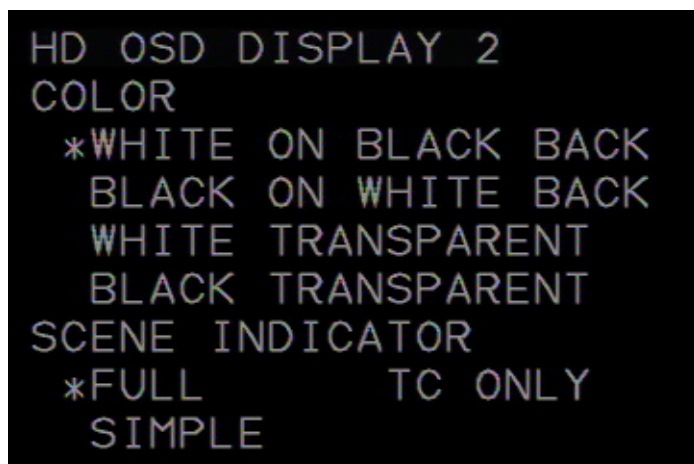 HD OSD DISPLAY 2
COLOR
*WHITE ON BLACK BACK
BLACK ON WHITE BACK
WHITE TRANSPARENT
BLACK TRANSPARENT
SCENE INDICATOR
*FULL TC ONLY
SIMPLE